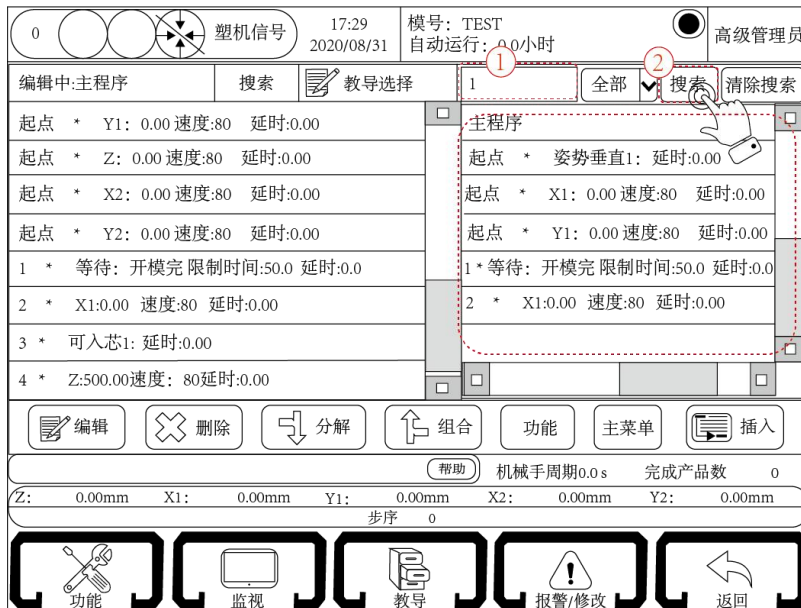 0 塑机信号 17:29 模号：TEST 高级管理员
2020/08/31 自动运行：0.0小时
1 2
编辑中:主程序 搜索 教导选择 1 全部 搜索 清除搜索
起点 * Y1：0.00 速度:80 延时:0.00
起点 * Z：0.00 速度:80 延时:0.00
起点 * X2：0.00 速度:80 延时:0.00
起点 * Y2：0.00 速度:80 延时:0.00
1 * 等待：开模完 限制时间:50.0 延时:0.0
2 * X1:0.00 速度:80 延时:0.00
3 * 可入芯1: 延时:0.00
4 * Z:500.00速度：80延时:0.00
主程序
起点 * 姿势垂直1：延时:0.00
起点 * X1：0.00 速度:80 延时:0.00
起点 * Y1：0.00 速度:80 延时:0.00
1 * 等待：开模完 限制时间:50.0 延时:0.0
2 * X1:0.00 速度:80 延时:0.00
编辑 删除 分解 组合 功能 主菜单 插入
帮助 机械手周期0.0 s 完成产品数 0
Z: 0.00mm X1: 0.00mm Y1: 0.00mm X2: 0.00mm Y2: 0.00mm
步序 0
功能 监视 教导 报警/修改 返回